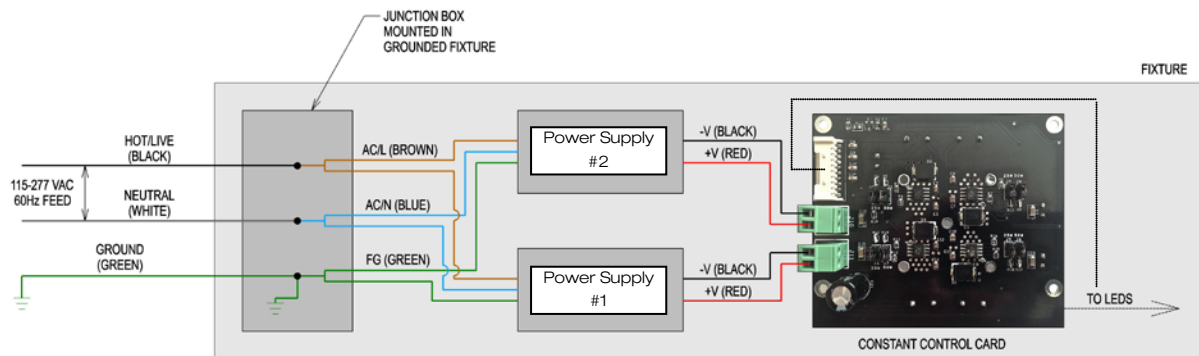 JUNCTION BOX
MOUNTED IN
GROUNDED FIXTURE
FIXTURE
HOT/LIVE
(BLACK)
115-277 VAC
60Hz FEED
NEUTRAL
(WHITE)
GROUND
(GREEN)
AC/L (BROWN)
AC/N (BLUE)
FG (GREEN)
Power Supply
#2
-V (BLACK)
+V (RED)
Power Supply
#1
-V (BLACK)
+V (RED)
TO LEDS
CONSTANT CONTROL CARD